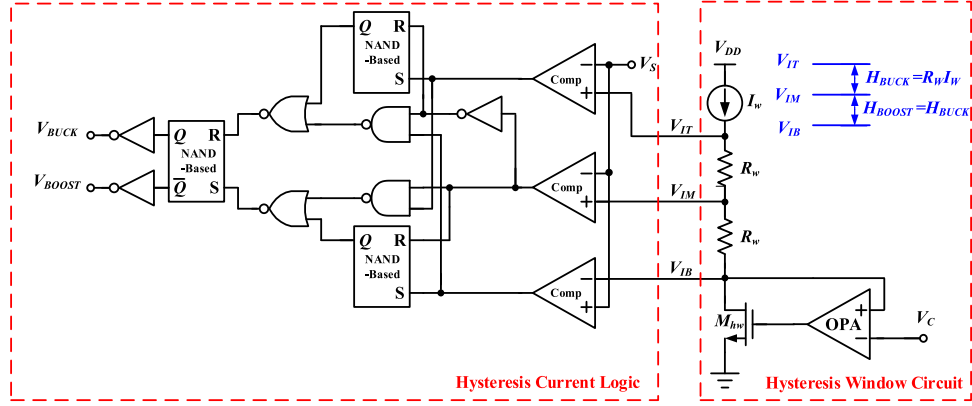 Q R
NAND
-Based
S
Comp
− +
V_S
V_DD
I_w
V_IT
V_IT
H_BUCK=R_W I_W
V_IM
H_BOOST=H_BUCK
V_IB
V_BUCK
Q R
NAND
-Based
Q̅ S
V_BOOST
R_w
Comp
− +
V_IM
R_w
Q R
NAND
-Based
S
Comp
− +
V_IB
M_hw
OPA
+ −
V_C
Hysteresis Current Logic
Hysteresis Window Circuit